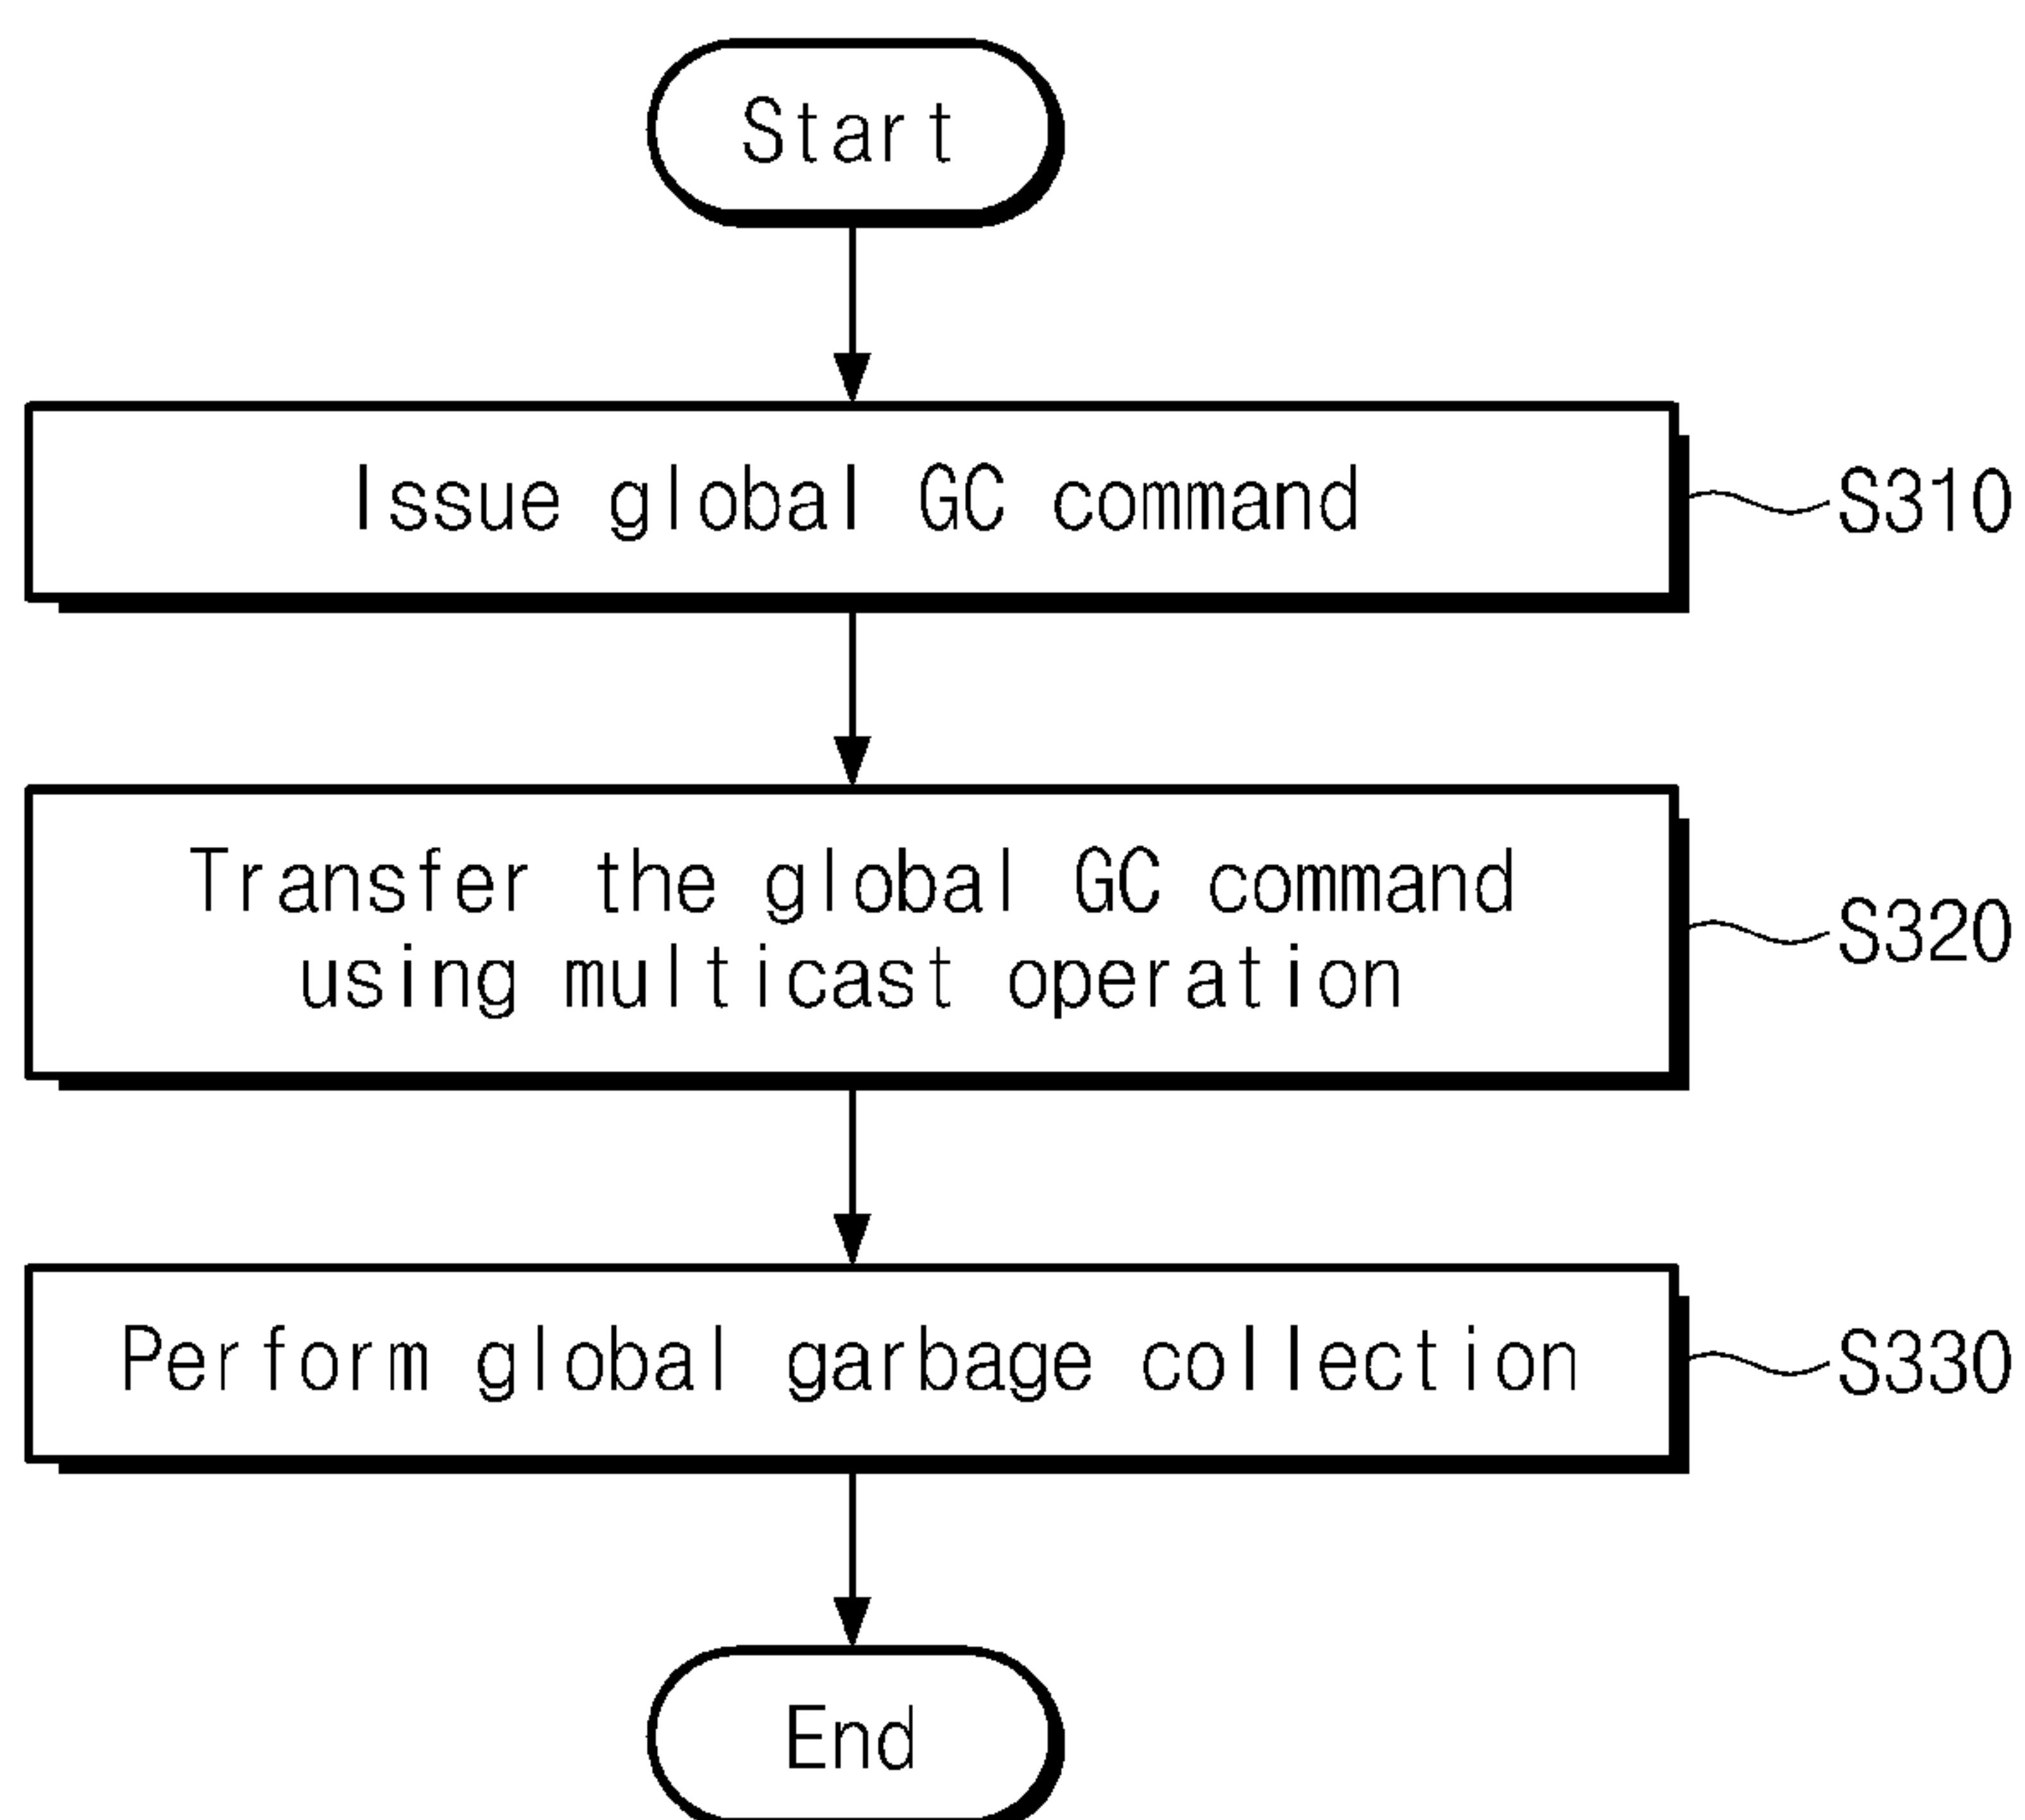 Start
Issue global GC command
S310
Transfer the global GC command
using multicast operation
S320
Perform global garbage collection
S330
End